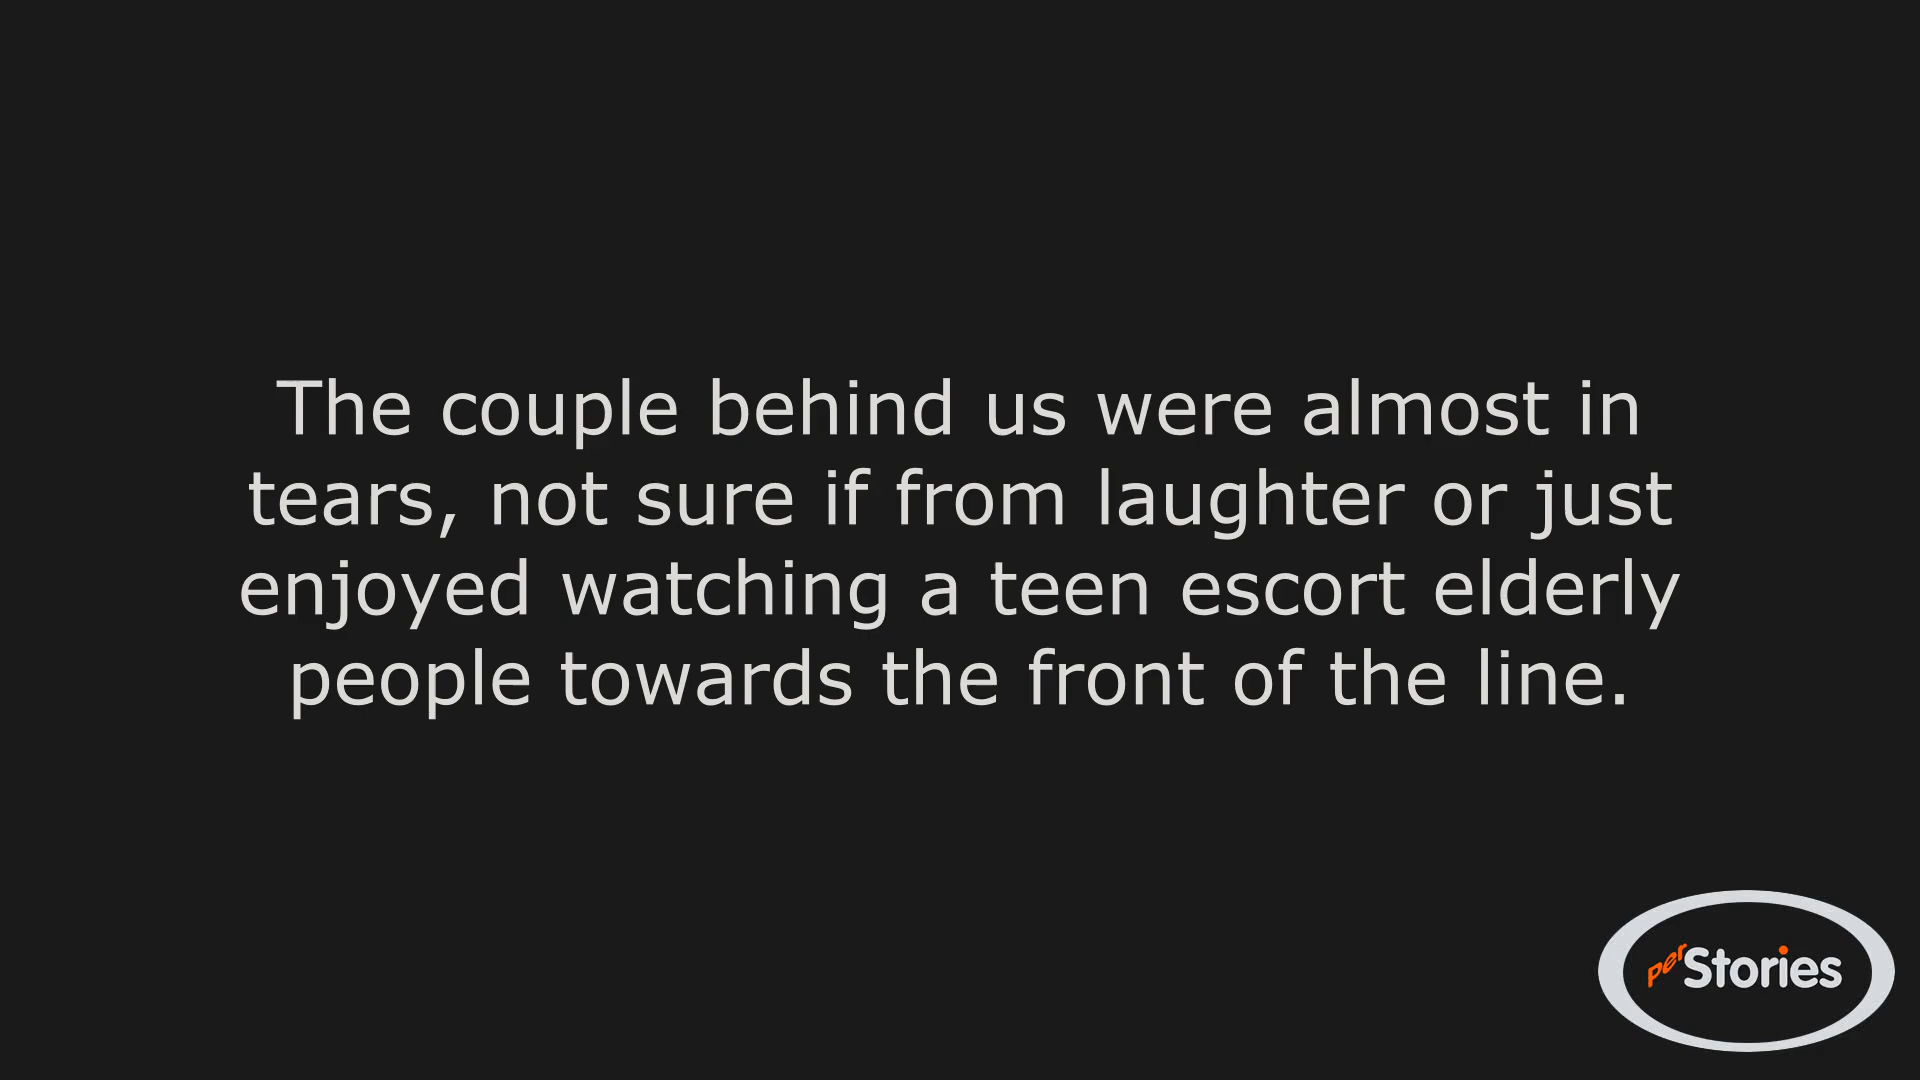 The couple behind us were almost in
tears, not sure if from laughter or just
enjoyed watching a teen escort elderly
people towards the front of the line.
perStories